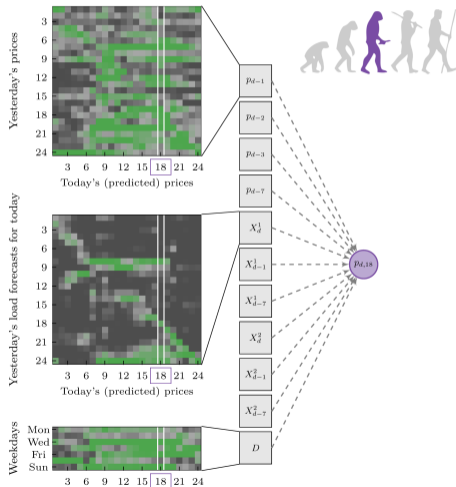 Yesterday's prices
3
6
9
12
15
18
21
24
3 6 9 12 15 18 21 24
Today's (predicted) prices
Yesterday's load forecasts for today
3
6
9
12
15
18
21
24
3 6 9 12 15 18 21 24
Today's (predicted) prices
Weekdays
Mon
Wed
Fri
Sun
3 6 9 12 15 18 21 24
p_{d−1}
p_{d−2}
p_{d−3}
p_{d−7}
X^1_d
X^1_{d−1}
X^1_{d−7}
X^2_d
X^2_{d−1}
X^2_{d−7}
D
p_{d,18}